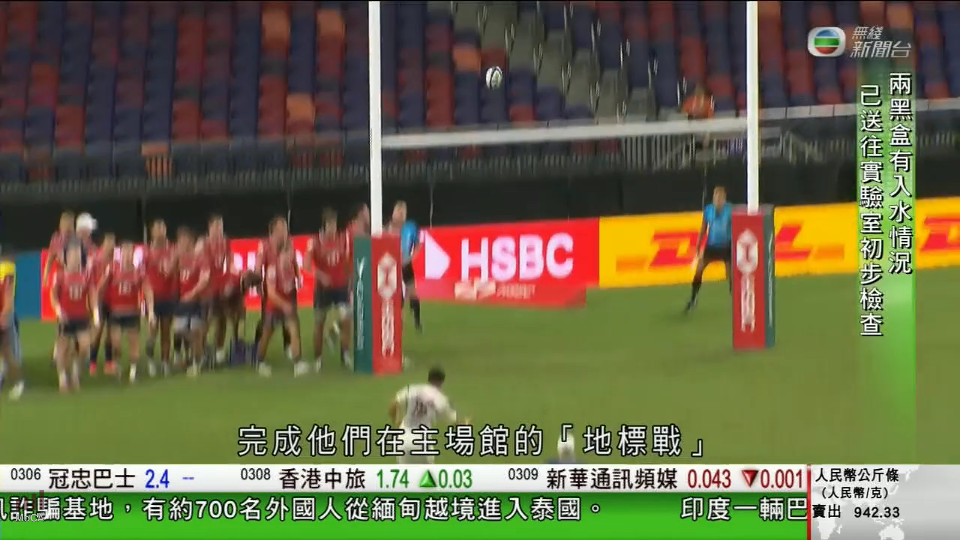 無綫
新聞台
兩黑盒有入水情況
已送往實驗室初步檢查
HSBC
DHL
完成他們在主場館的「地標戰」
0306 冠忠巴士 2.4 -- 0308 香港中旅 1.74 ▲0.03 0309 新華通訊頻媒 0.043 ▼0.001
詐騙基地，有約700名外國人從緬甸越境進入泰國。 印度一輛巴
人民幣公斤條
(人民幣/克)
賣出 942.33